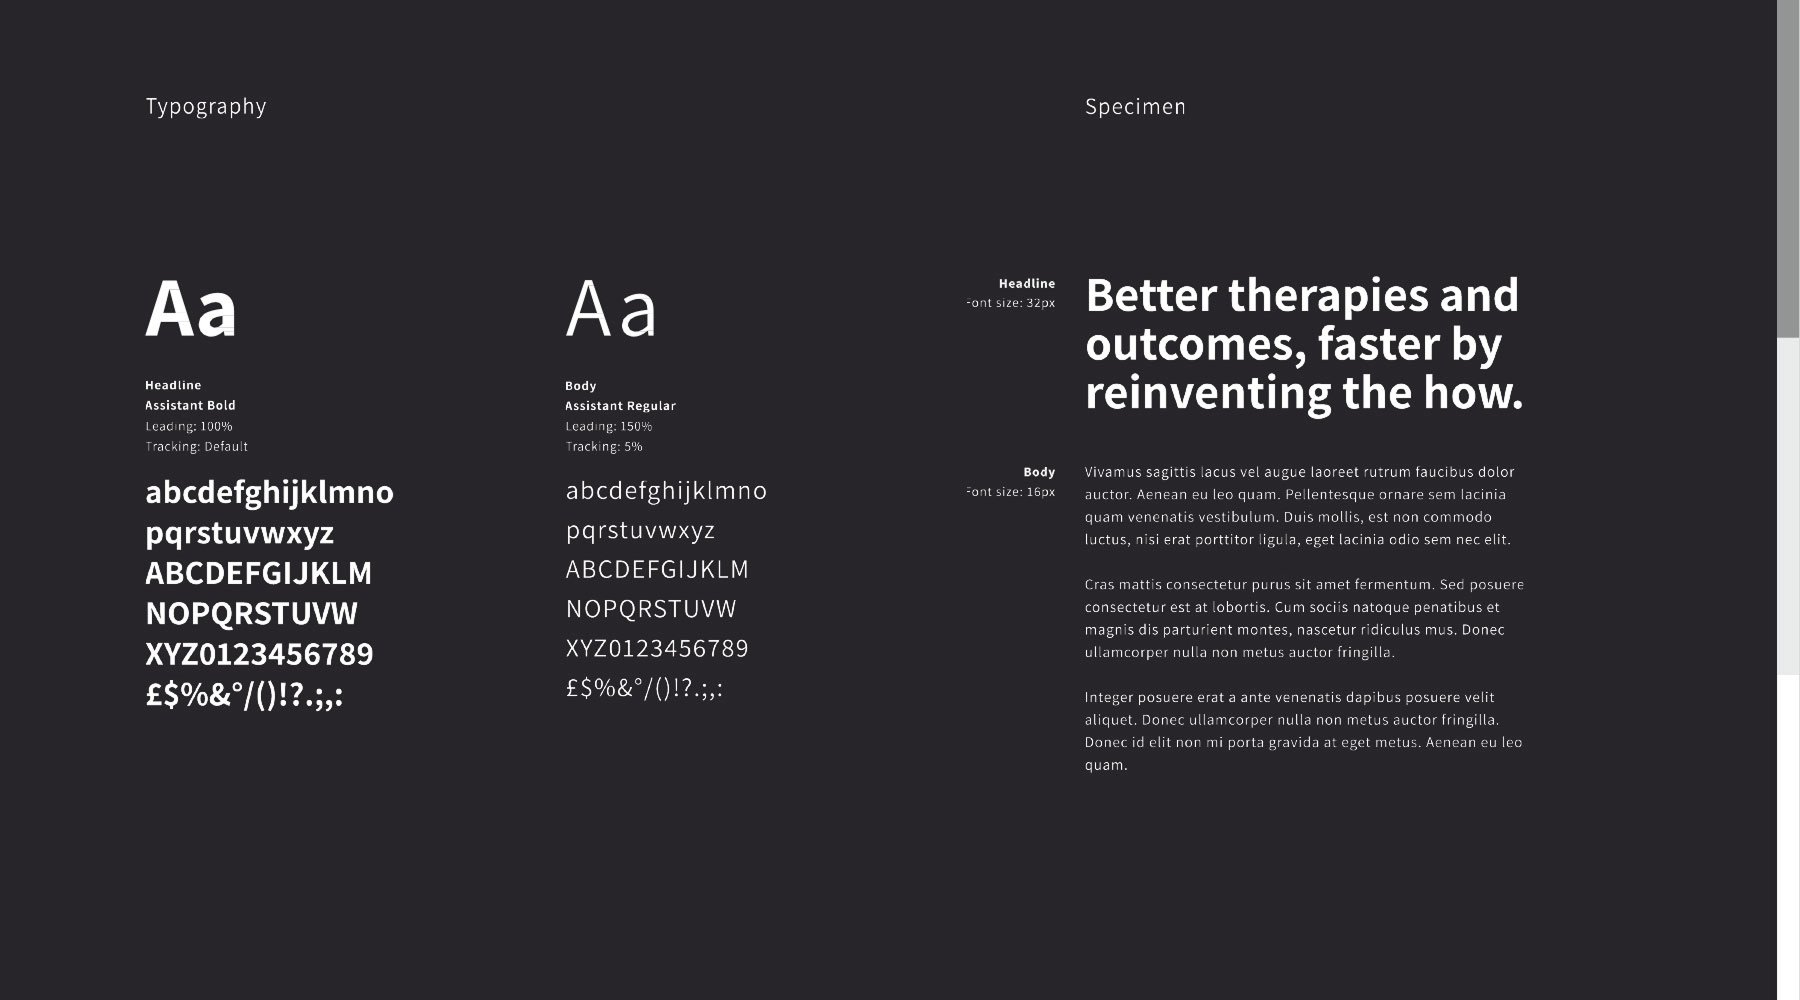 Typography
Specimen
Aa
Headline
Assistant Bold
Leading: 100%
Tracking: Default
abcdefghijklmno
pqrstuvwxyz
ABCDEFGIJKLM
NOPQRSTUVW
XYZ0123456789
£$%&°/()!?.;,:
Aa
Body
Assistant Regular
Leading: 150%
Tracking: 5%
abcdefghijklmno
pqrstuvwxyz
ABCDEFGIJKLM
NOPQRSTUVW
XYZ0123456789
£$%&°/()!?.;,:
Headline
Font size: 32px
Better therapies and
outcomes, faster by
reinventing the how.
Body
Font size: 16px
Vivamus sagittis lacus vel augue laoreet rutrum faucibus dolor
auctor. Aenean eu leo quam. Pellentesque ornare sem lacinia
quam venenatis vestibulum. Duis mollis, est non commodo
luctus, nisi erat porttitor ligula, eget lacinia odio sem nec elit.
Cras mattis consectetur purus sit amet fermentum. Sed posuere
consectetur est at lobortis. Cum sociis natoque penatibus et
magnis dis parturient montes, nascetur ridiculus mus. Donec
ullamcorper nulla non metus auctor fringilla.
Integer posuere erat a ante venenatis dapibus posuere velit
aliquet. Donec ullamcorper nulla non metus auctor fringilla.
Donec id elit non mi porta gravida at eget metus. Aenean eu leo
quam.